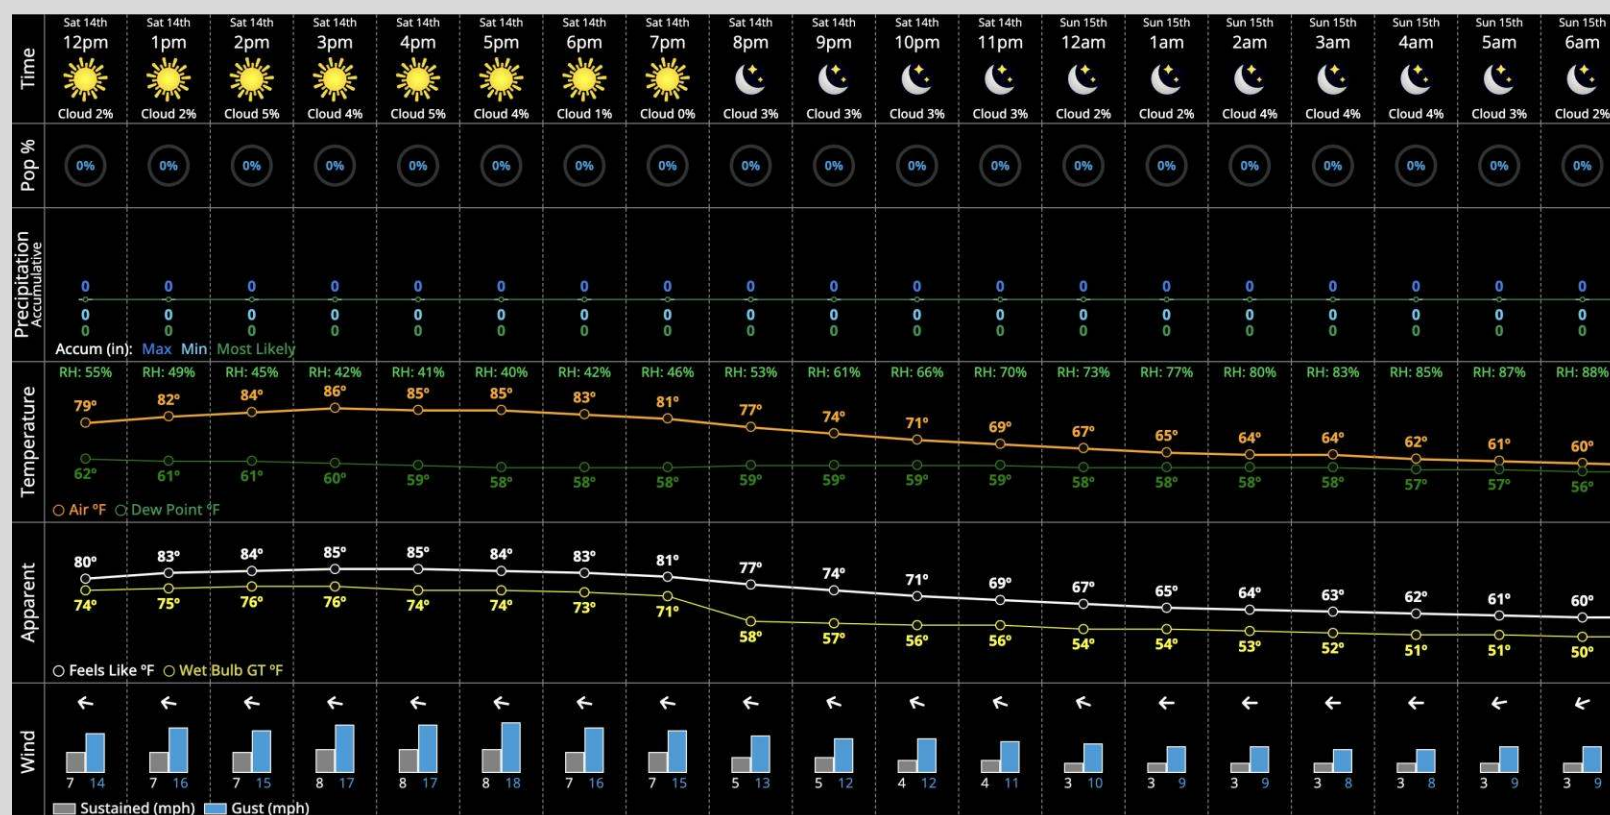 Sat 14th Sat 14th Sat 14th Sat 14th Sat 14th Sat 14th Sat 14th Sat 14th Sat 14th Sat 14th Sat 14th Sat 14th Sun 15th Sun 15th Sun 15th Sun 15th Sun 15th Sun 15th Sun 15th
Time 12pm 1pm 2pm 3pm 4pm 5pm 6pm 7pm 8pm 9pm 10pm 11pm 12am 1am 2am 3am 4am 5am 6am
Cloud 2% Cloud 2% Cloud 5% Cloud 4% Cloud 5% Cloud 4% Cloud 1% Cloud 0% Cloud 3% Cloud 3% Cloud 3% Cloud 3% Cloud 2% Cloud 2% Cloud 4% Cloud 4% Cloud 4% Cloud 3% Cloud 2%
Pop % 0% 0% 0% 0% 0% 0% 0% 0% 0% 0% 0% 0% 0% 0% 0% 0% 0% 0% 0%
Precipitation
Accumulative
0 0 0 0 0 0 0 0 0 0 0 0 0 0 0 0 0 0 0
0 0 0 0 0 0 0 0 0 0 0 0 0 0 0 0 0 0 0
0 0 0 0 0 0 0 0 0 0 0 0 0 0 0 0 0 0 0
Accum (in): Max Min Most Likely
Temperature
RH: 55% RH: 49% RH: 45% RH: 42% RH: 41% RH: 40% RH: 42% RH: 46% RH: 53% RH: 61% RH: 66% RH: 70% RH: 73% RH: 77% RH: 80% RH: 83% RH: 85% RH: 87% RH: 88%
79° 82° 84° 86° 85° 85° 83° 81° 77° 74° 71° 69° 67° 65° 64° 64° 62° 61° 60°
62° 61° 61° 60° 59° 58° 58° 58° 59° 59° 59° 59° 58° 58° 58° 58° 57° 57° 56°
Air ºF Dew Point ºF
Apparent
80° 83° 84° 85° 85° 84° 83° 81° 77° 74° 71° 69° 67° 65° 64° 63° 62° 61° 60°
74° 75° 76° 76° 74° 74° 73° 71° 58° 57° 56° 56° 54° 54° 53° 52° 51° 51° 50°
Feels Like ºF Wet Bulb GT ºF
Wind
7 14 7 16 7 15 8 17 8 17 8 18 7 16 7 15 5 13 5 12 4 12 4 11 3 10 3 9 3 9 3 8 3 8 3 9 3 9
Sustained (mph) Gust (mph)